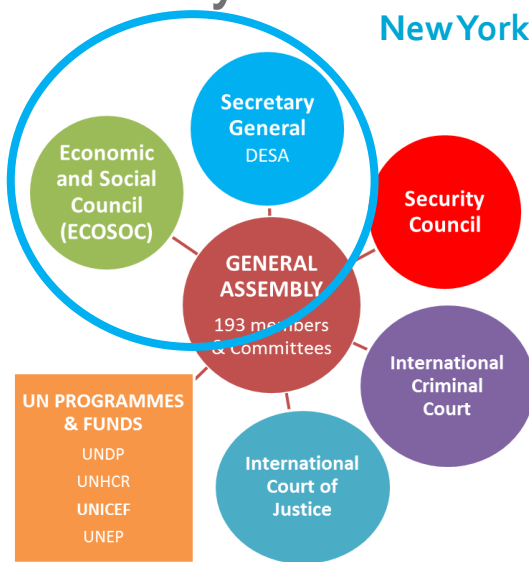 New York
Secretary
General
DESA
Economic
and Social
Council
(ECOSOC)
Security
Council
GENERAL
ASSEMBLY
193 members
& Committees
International
Criminal
Court
UN PROGRAMMES
& FUNDS
UNDP
UNHCR
UNICEF
UNEP
International
Court of
Justice